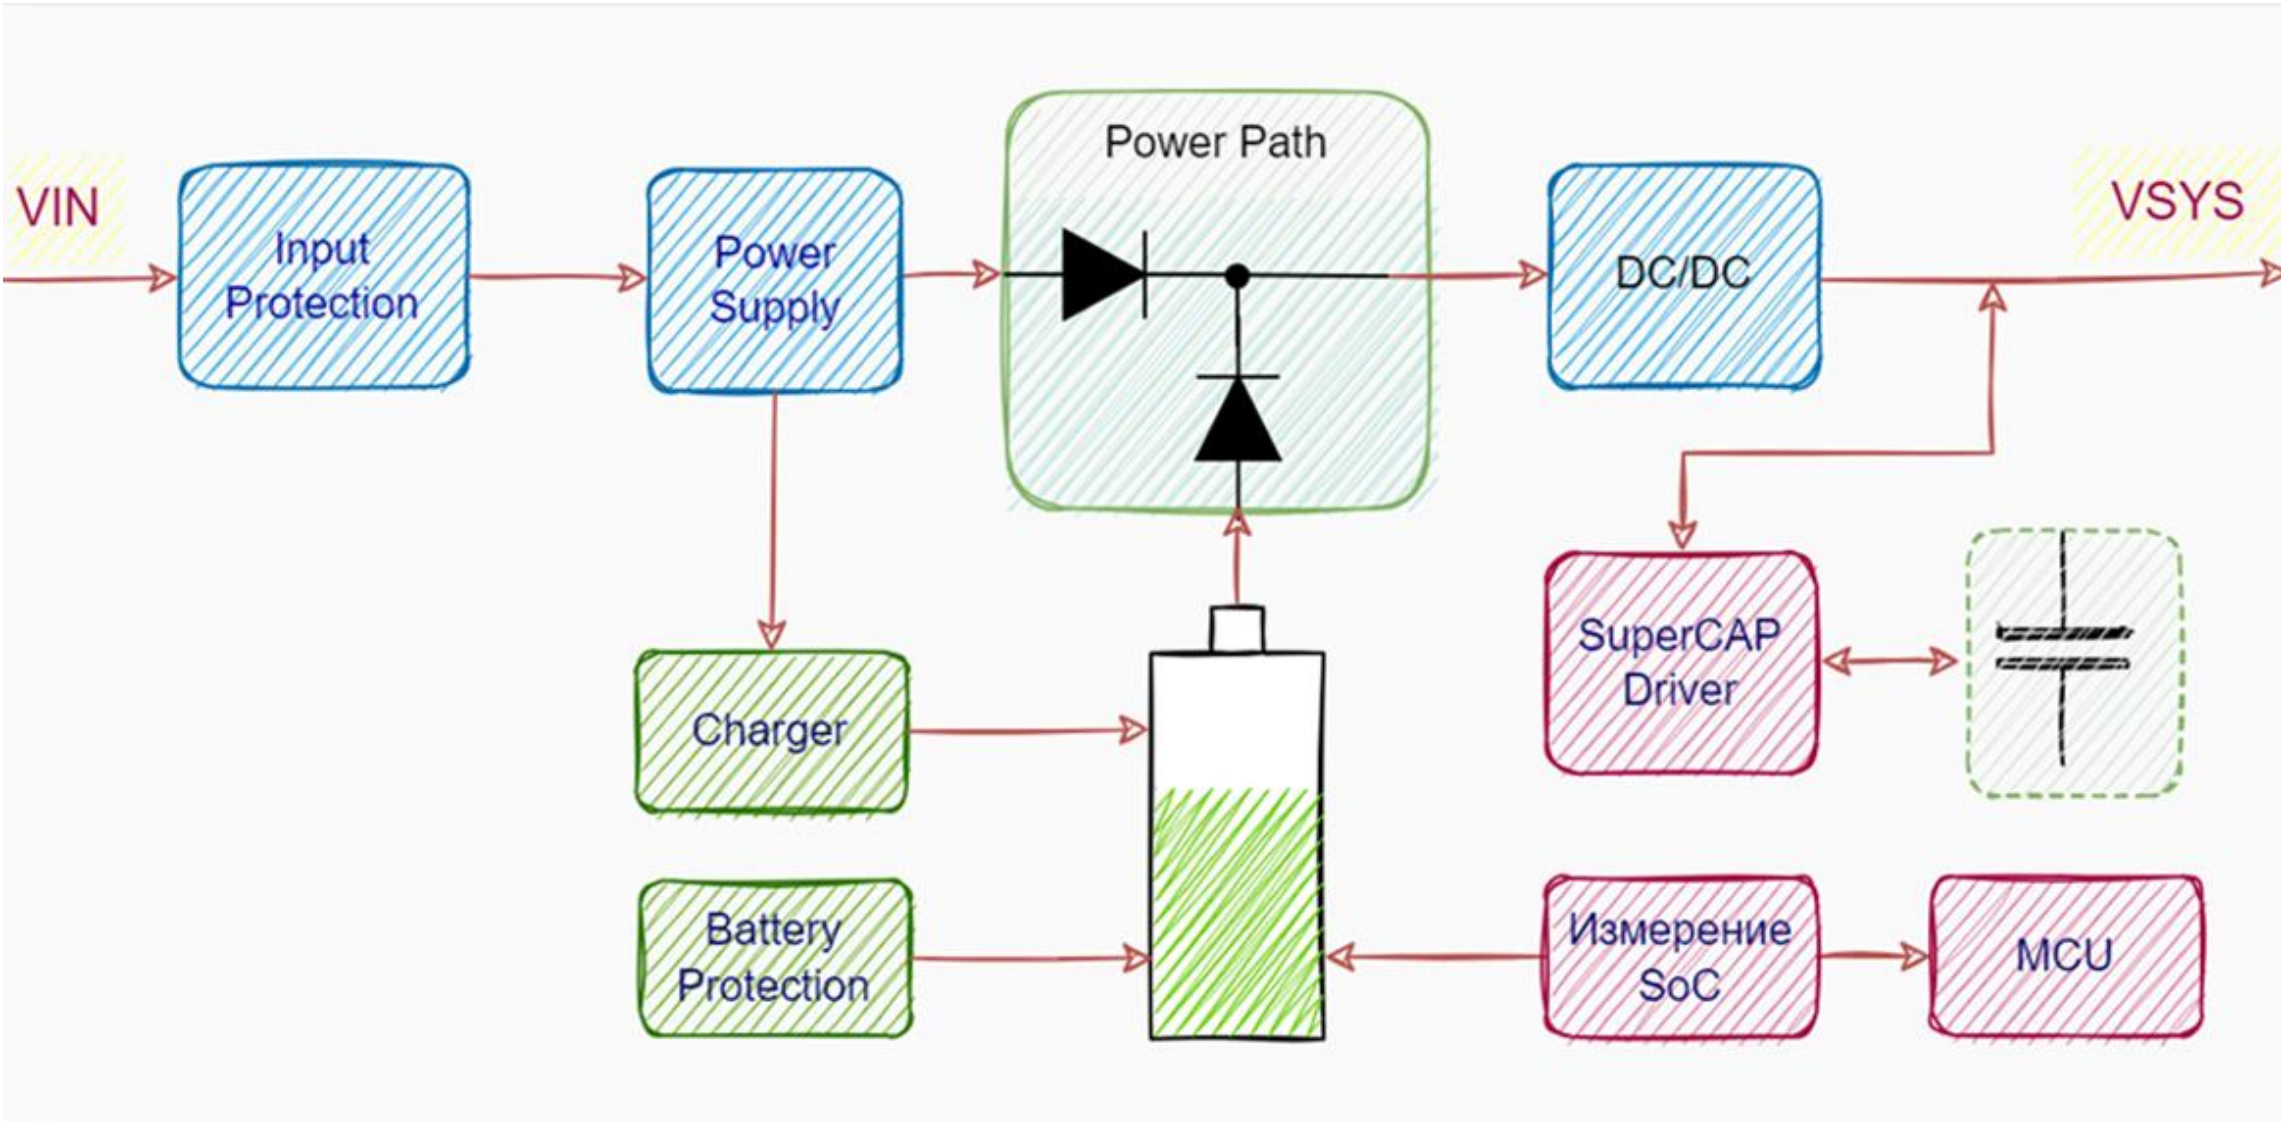 VIN
Input
Protection
Power
Supply
Power Path
DC/DC
VSYS
Charger
SuperCAP
Driver
Battery
Protection
Измерение
SoC
MCU